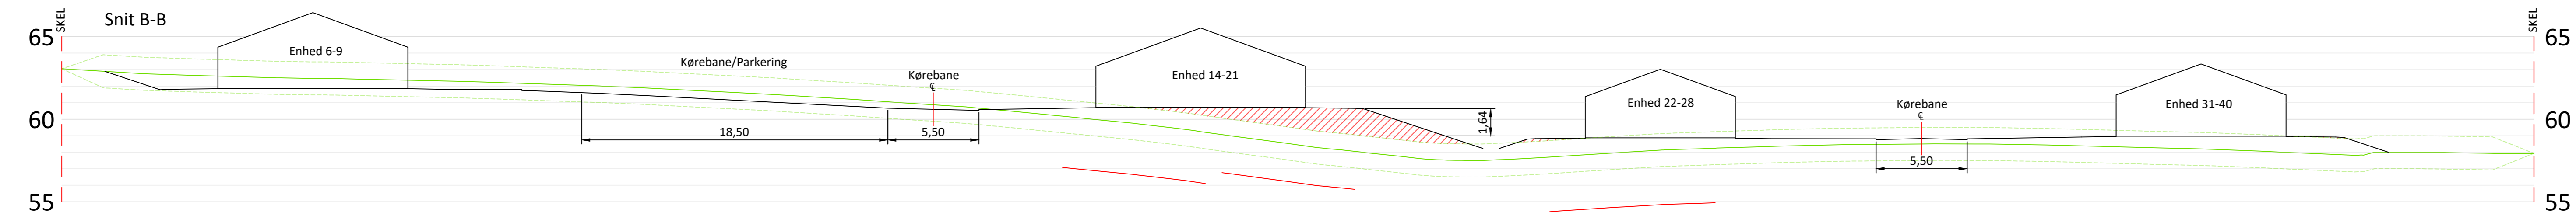 SKEL
Snit B-B
SKEL
65
65
Enhed 6-9
Kørebane/Parkering
Kørebane
℄
Enhed 14-21
Enhed 22-28
Kørebane
℄
Enhed 31-40
60
60
18,50
5,50
1,64
5,50
55
55